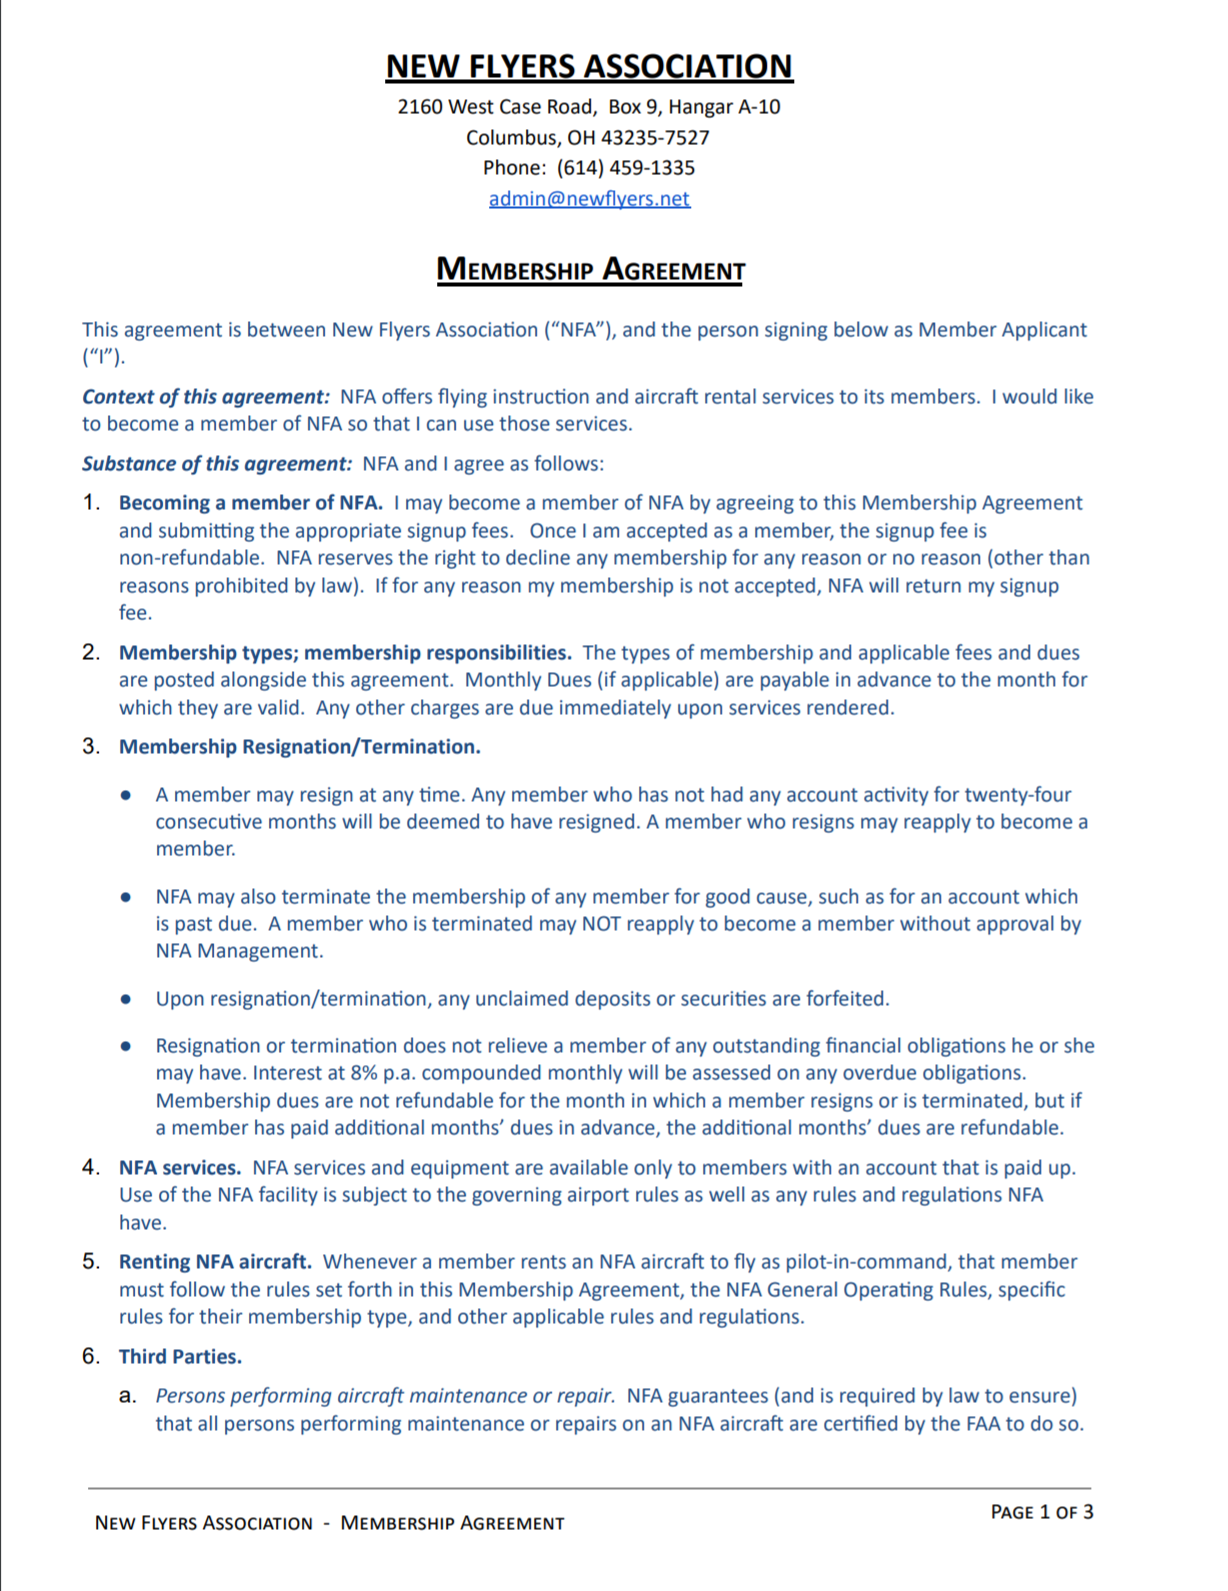 NEW FLYERS ASSOCIATION
2160 West Case Road,  Box 9, Hangar A-10
Columbus, OH 43235-7527
Phone:  (614) 459-1335
admin@newflyers.net
MEMBERSHIP AGREEMENT
This agreement is between New Flyers Association (“NFA”), and the person signing below as Member Applicant
(“I”).
Context of this agreement:  NFA offers flying instruction and aircraft rental services to its members.  I would like
to become a member of NFA so that I can use those services.
Substance of this agreement:  NFA and I agree as follows:
1. Becoming a member of NFA.  I may become a member of NFA by agreeing to this Membership Agreement
and submitting the appropriate signup fees.   Once I am accepted as a member, the signup fee is
non-refundable.  NFA reserves the right to decline any membership for any reason or no reason (other than
reasons prohibited by law).  If for any reason my membership is not accepted, NFA will return my signup
fee.
2. Membership types; membership responsibilities.  The types of membership and applicable fees and dues
are posted alongside this agreement.  Monthly Dues (if applicable) are payable in advance to the month for
which they are valid.  Any other charges are due immediately upon services rendered.
3. Membership Resignation/Termination.
● A member may resign at any time. Any member who has not had any account activity for twenty-four
consecutive months will be deemed to have resigned. A member who resigns may reapply to become a
member.
● NFA may also terminate the membership of any member for good cause, such as for an account which
is past due.  A member who is terminated may NOT reapply to become a member without approval by
NFA Management.
● Upon resignation/termination, any unclaimed deposits or securities are forfeited.
● Resignation or termination does not relieve a member of any outstanding financial obligations he or she
may have. Interest at 8% p.a. compounded monthly will be assessed on any overdue obligations.
Membership dues are not refundable for the month in which a member resigns or is terminated, but if
a member has paid additional months’ dues in advance, the additional months’ dues are refundable.
4. NFA services.  NFA services and equipment are available only to members with an account that is paid up.
Use of the NFA facility is subject to the governing airport rules as well as any rules and regulations NFA
have.
5. Renting NFA aircraft.  Whenever a member rents an NFA aircraft to fly as pilot-in-command, that member
must follow the rules set forth in this Membership Agreement, the NFA General Operating Rules, specific
rules for their membership type, and other applicable rules and regulations.
6. Third Parties.
a. Persons performing aircraft maintenance or repair.  NFA guarantees (and is required by law to ensure)
that all persons performing maintenance or repairs on an NFA aircraft are certified by the FAA to do so.
NEW FLYERS ASSOCIATION  -  MEMBERSHIP AGREEMENT
PAGE 1 OF 3